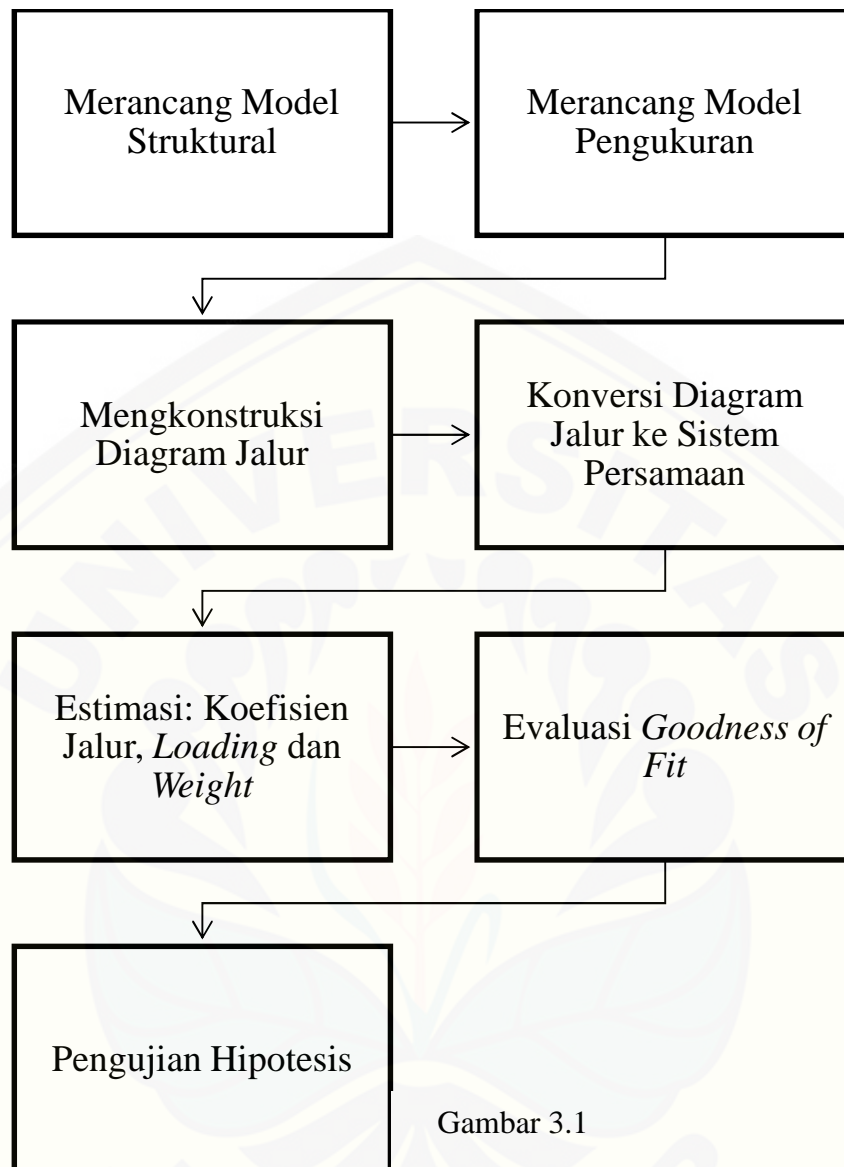 Merancang Model
Struktural
Merancang Model
Pengukuran
Mengkonstruksi
Diagram Jalur
Konversi Diagram
Jalur ke Sistem
Persamaan
Estimasi: Koefisien
Jalur, Loading dan
Weight
Evaluasi Goodness of
Fit
Pengujian Hipotesis
Gambar 3.1
UNIVERSITAS